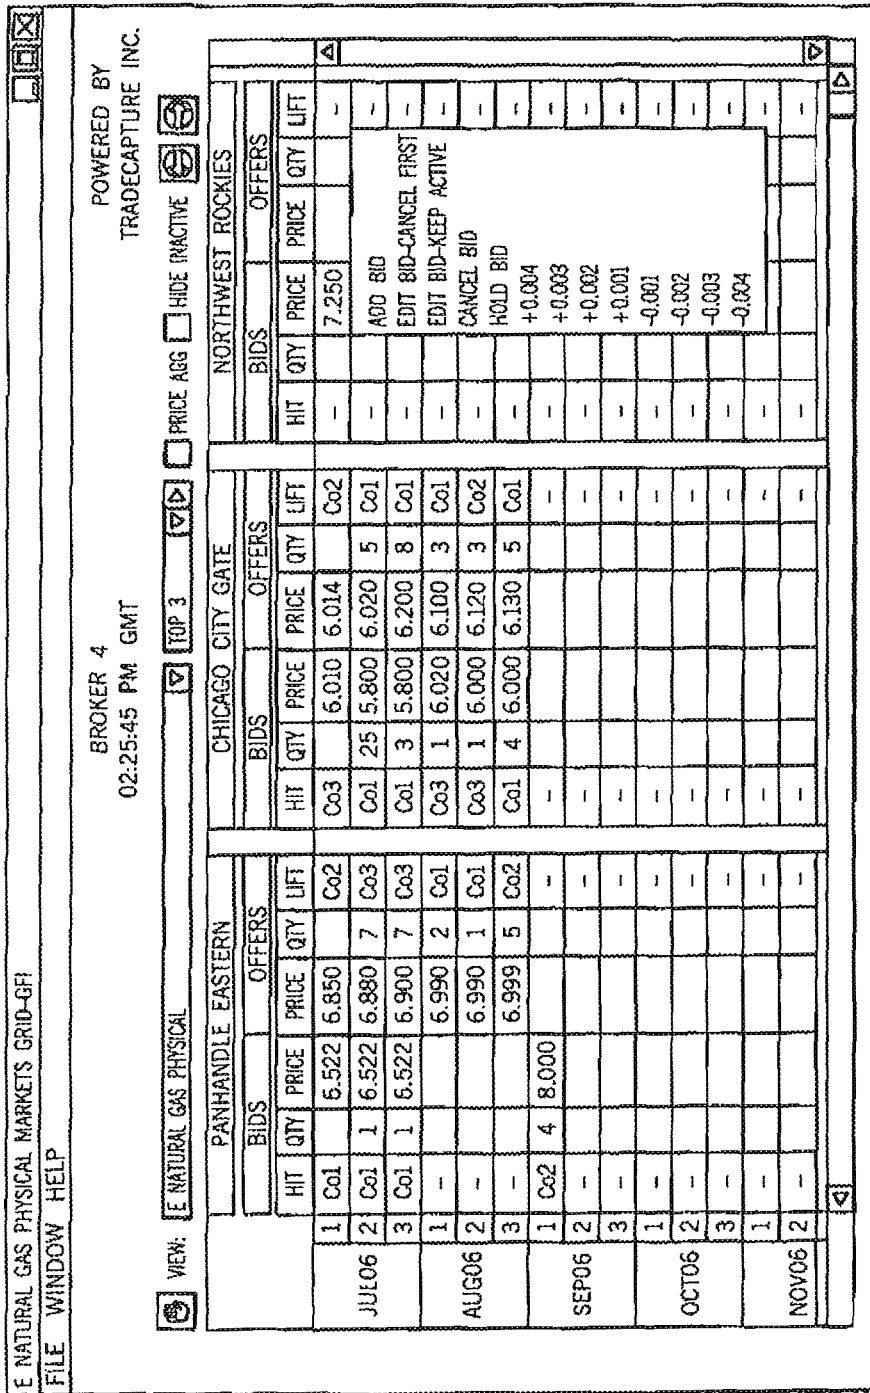 E NATURAL GAS PHYSICAL MARKETS GRID-GFI
FILE WINDOW HELP
BROKER 4
02:25:45 PM GMT
POWERED BY
TRADECAPTURE INC.
VIEW: E NATURAL GAS PHYSICAL TOP 3 PRICE AGG HIDE INACTIVE
PANHANDLE EASTERN CHICAGO CITY GATE NORTHWEST ROCKIES
BIDS OFFERS BIDS OFFERS BIDS OFFERS
HIT QTY PRICE PRICE QTY LIFT HIT QTY PRICE PRICE QTY LIFT HIT QTY PRICE PRICE QTY LIFT
1 Co1 6.522 6.850 Co2 Co3 6.010 6.014 Co2 - 7.250 -
JUL06 2 Co1 1 6.522 6.880 7 Co3 Co1 25 5.800 6.020 5 Co1 - -
3 Co1 1 6.522 6.900 7 Co3 Co1 3 5.800 6.200 8 Co1 - -
1 - 6.990 2 Co1 Co3 1 6.020 6.100 3 Co1 - -
AUG06 2 - 6.990 1 Co1 Co3 1 6.000 6.120 3 Co2 - -
3 - 6.999 5 Co2 Co1 4 6.000 6.130 5 Co1 - -
1 Co2 4 8.000 - - - - -
SEP06 2 - - - - - -
3 - - - - - -
1 - - - - - -
OCT06 2 - - - - - -
3 - - - - - -
1 - - - - - -
NOV06 2 - - - - - -
ADD BID
EDIT BID-CANCEL FIRST
EDIT BID-KEEP ACTIVE
CANCEL BID
HOLD BID
+0.004
+0.003
+0.002
+0.001
-0.001
-0.002
-0.003
-0.004